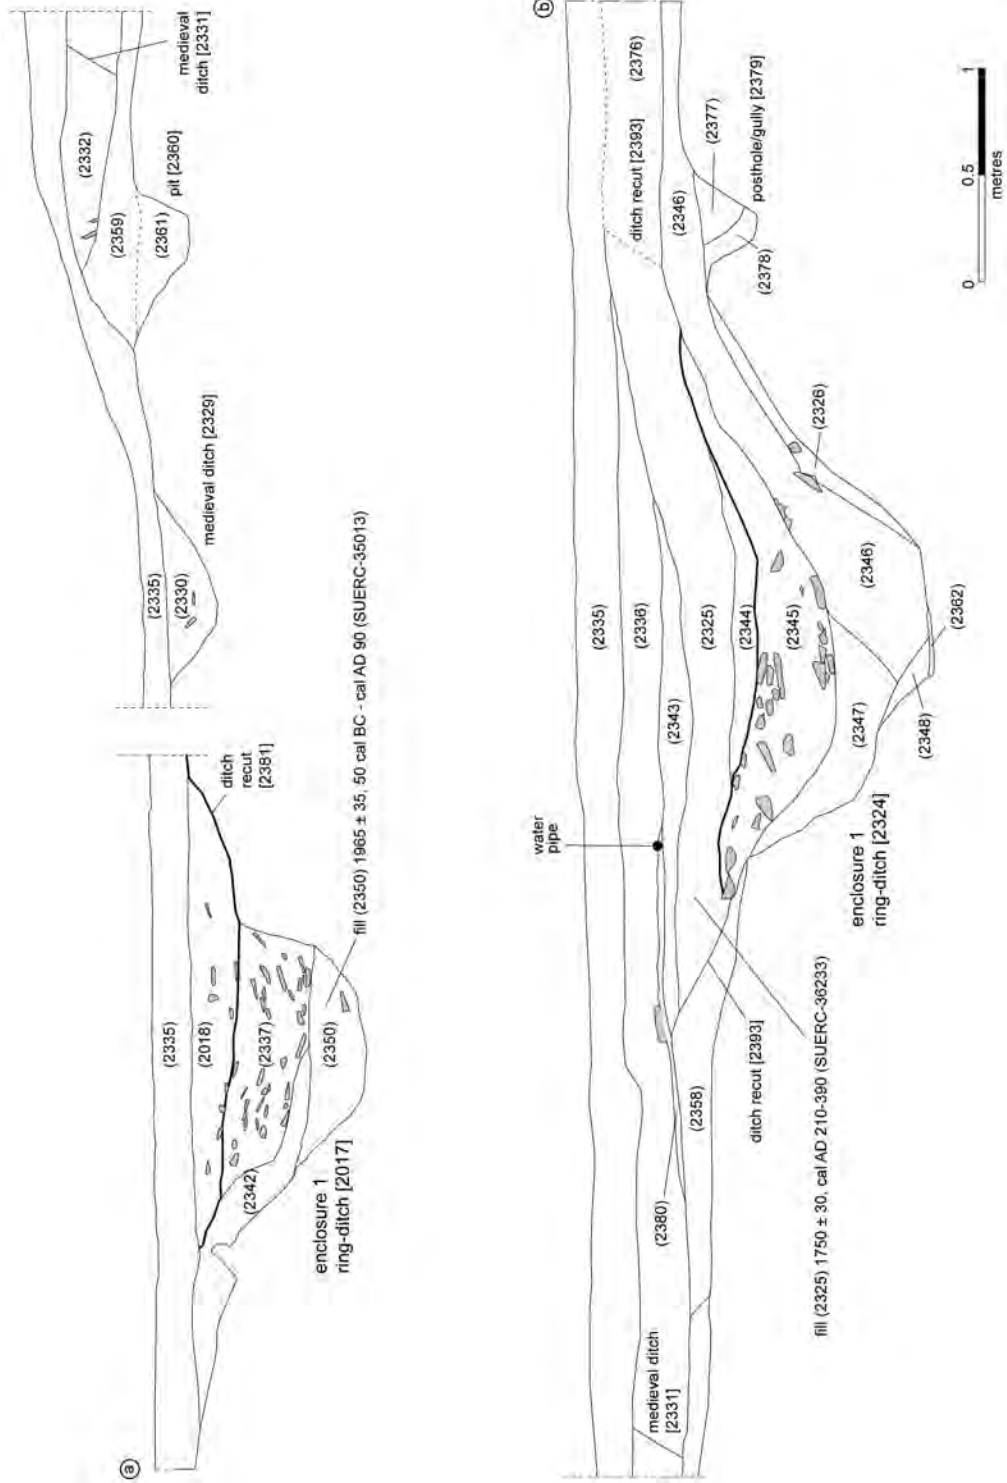 a
(2335)
(2018)
(2337)
(2342)
(2350)
enclosure 1
ring-ditch [2017]
ditch
recut
[2381]
fill (2350) 1965 ± 35, 50 cal BC - cal AD 90 (SUERC-35013)
(2335)
(2330)
medieval ditch [2329]
(2332)
(2359)
(2361)
pit [2360]
medieval
ditch [2331]
b
medieval ditch
[2331]
(2380)
(2358)
ditch recut [2393]
fill (2325) 1750 ± 30, cal AD 210-390 (SUERC-36233)
water
pipe
(2335)
(2336)
(2343)
(2325)
(2344)
(2345)
(2347)
(2346)
(2348)
(2362)
(2326)
enclosure 1
ring-ditch [2324]
(2376)
ditch recut [2393]
(2346)
(2377)
(2378)
posthole/gully [2379]
0 0.5 1
metres